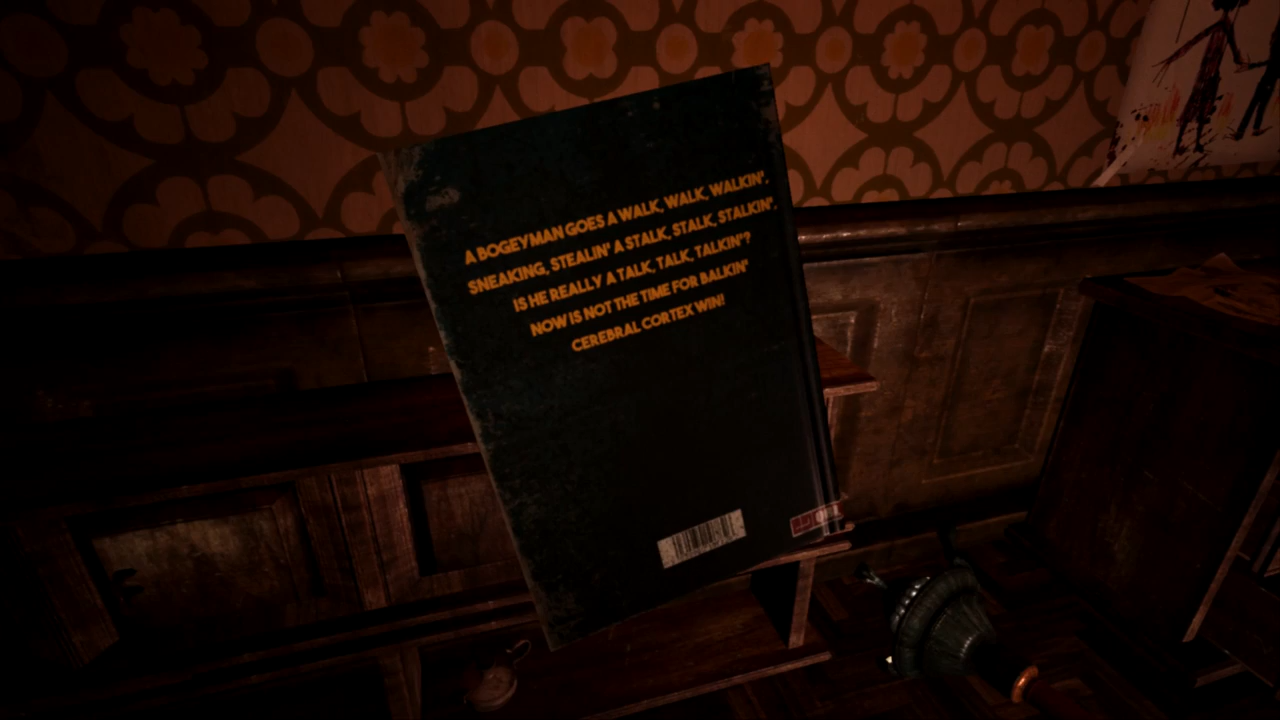 A BOGEYMAN GOES A WALK, WALK, WALKIN'.
SNEAKING, STEALIN' A STALK, STALK, STALKIN'.
IS HE REALLY A TALK, TALK, TALKIN'?
NOW IS NOT THE TIME FOR BALKIN'
CEREBRAL CORTEX WIN!